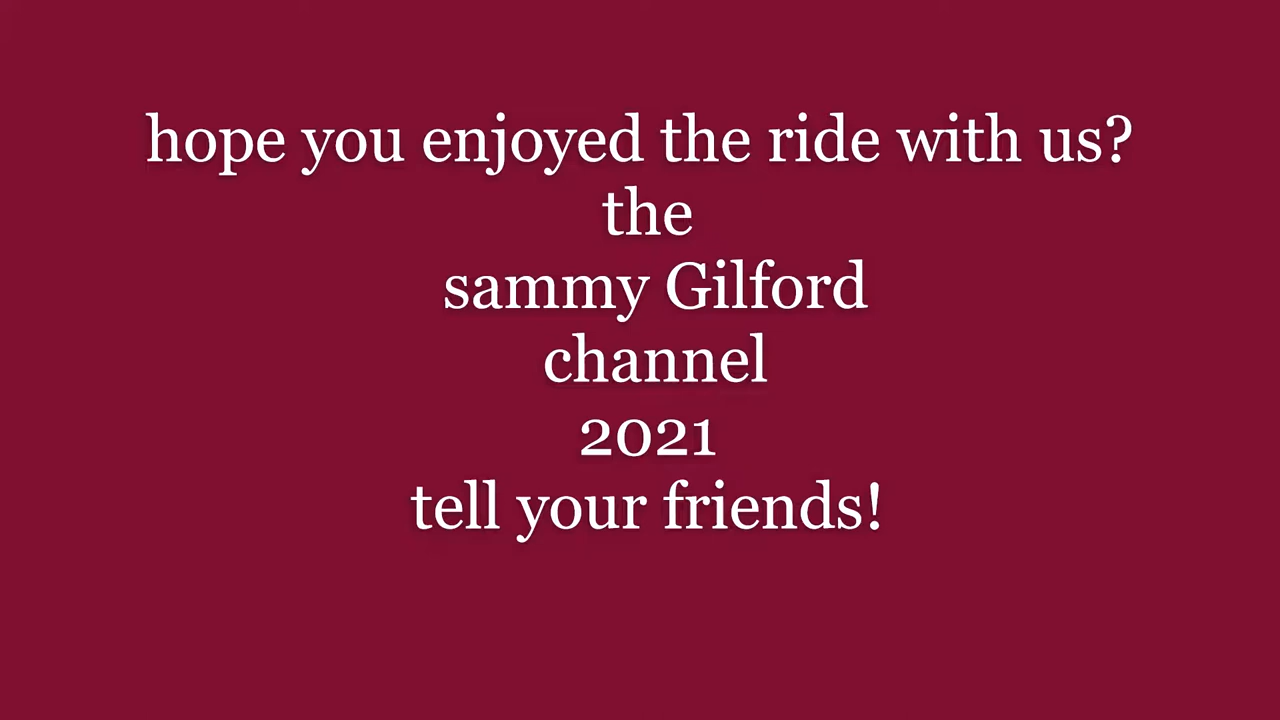 hope you enjoyed the ride with us?
the
sammy Gilford
channel
2021
tell your friends!